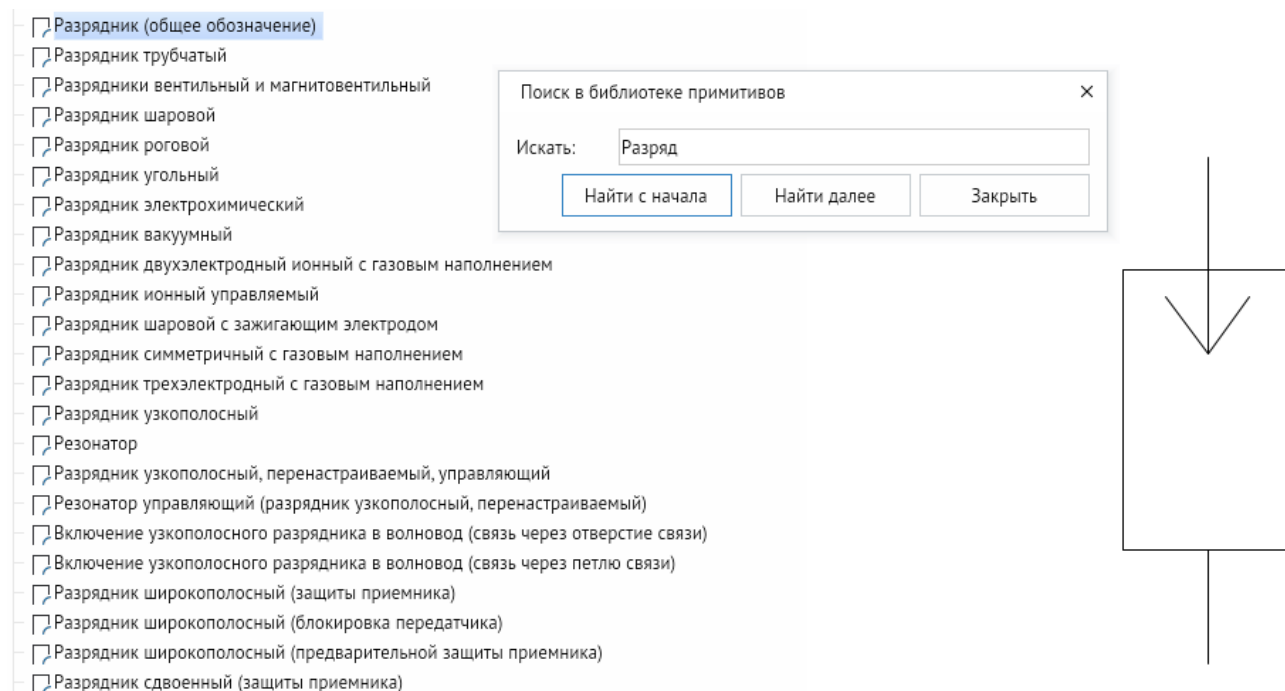 Разрядник (общее обозначение)
Разрядник трубчатый
Разрядники вентильный и магнитовентильный
Разрядник шаровой
Разрядник роговой
Разрядник угольный
Разрядник электрохимический
Разрядник вакуумный
Разрядник двухэлектродный ионный с газовым наполнением
Разрядник ионный управляемый
Разрядник шаровой с зажигающим электродом
Разрядник симметричный с газовым наполнением
Разрядник трехэлектродный с газовым наполнением
Разрядник узкополосный
Резонатор
Разрядник узкополосный, перенастраиваемый, управляющий
Резонатор управляющий (разрядник узкополосный, перенастраиваемый)
Включение узкополосного разрядника в волновод (связь через отверстие связи)
Включение узкополосного разрядника в волновод (связь через петлю связи)
Разрядник широкополосный (защиты приемника)
Разрядник широкополосный (блокировка передатчика)
Разрядник широкополосный (предварительной защиты приемника)
Разрядник сдвоенный (защиты приемника)
Поиск в библиотеке примитивов
Искать: Разряд
Найти с начала Найти далее Закрыть